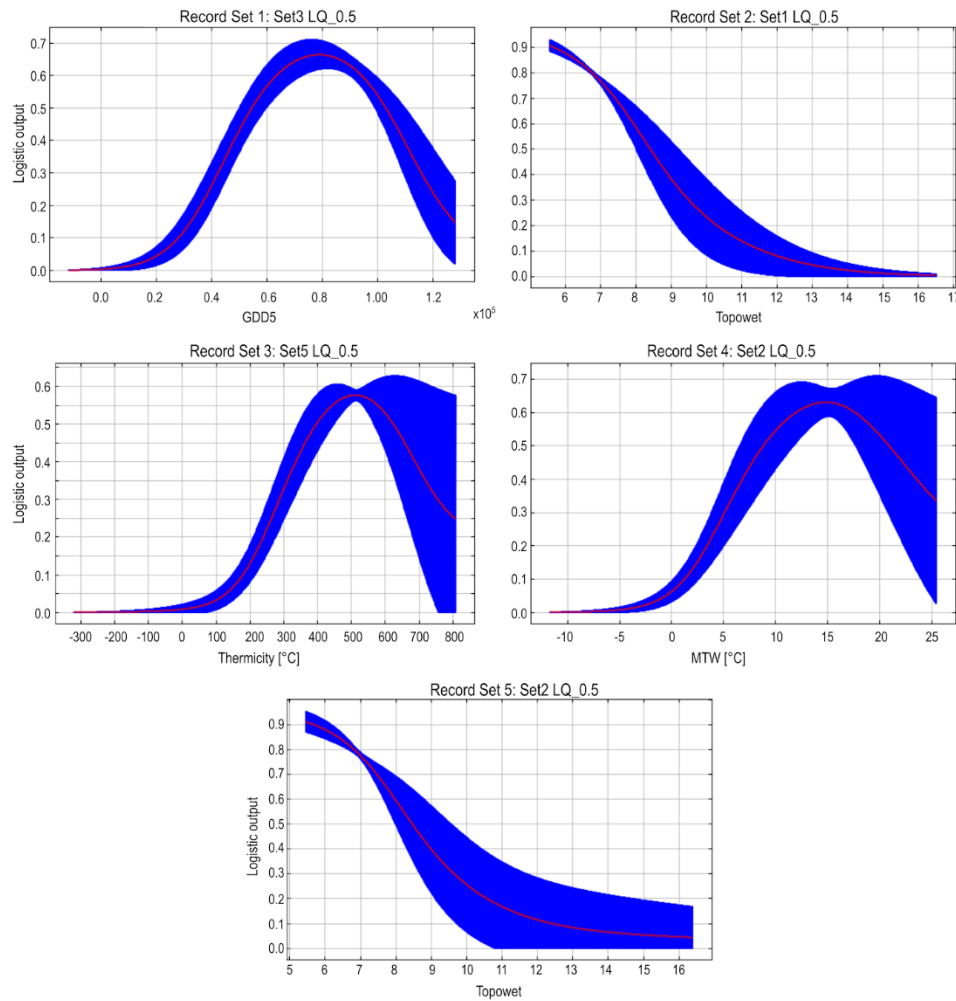 Record Set 1: Set3 LQ_0.5
Logistic output
0.7
0.6
0.5
0.4
0.3
0.2
0.1
0.0
0.0 0.2 0.4 0.6 0.8 0.100 0.120
GDD5
x10⁵
Record Set 2: Set1 LQ_0.5
0.9
0.8
0.7
0.6
0.5
0.4
0.3
0.2
0.1
0.0
6 7 8 9 10 11 12 13 14 15 16 17
Topowet
Record Set 3: Set5 LQ_0.5
Logistic output
0.6
0.5
0.4
0.3
0.2
0.1
0.0
-300 -200 -100 0 100 200 300 400 500 600 700 800
Thermicity [°C]
Record Set 4: Set2 LQ_0.5
0.7
0.6
0.5
0.4
0.3
0.2
0.1
0.0
-10 -5 0 5 10 15 20 25
MTW [°C]
Record Set 5: Set2 LQ_0.5
Logistic output
0.9
0.8
0.7
0.6
0.5
0.4
0.3
0.2
0.1
0.0
5 6 7 8 9 10 11 12 13 14 15 16
Topowet